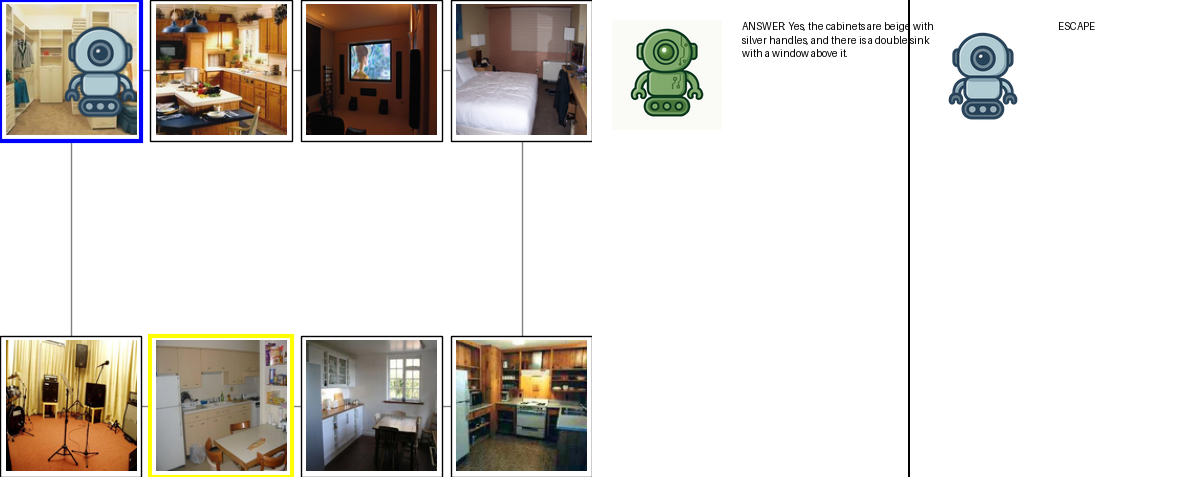 ANSWER: Yes, the cabinets are beige with
silver handles, and there is a double sink
with a window above it.
ESCAPE